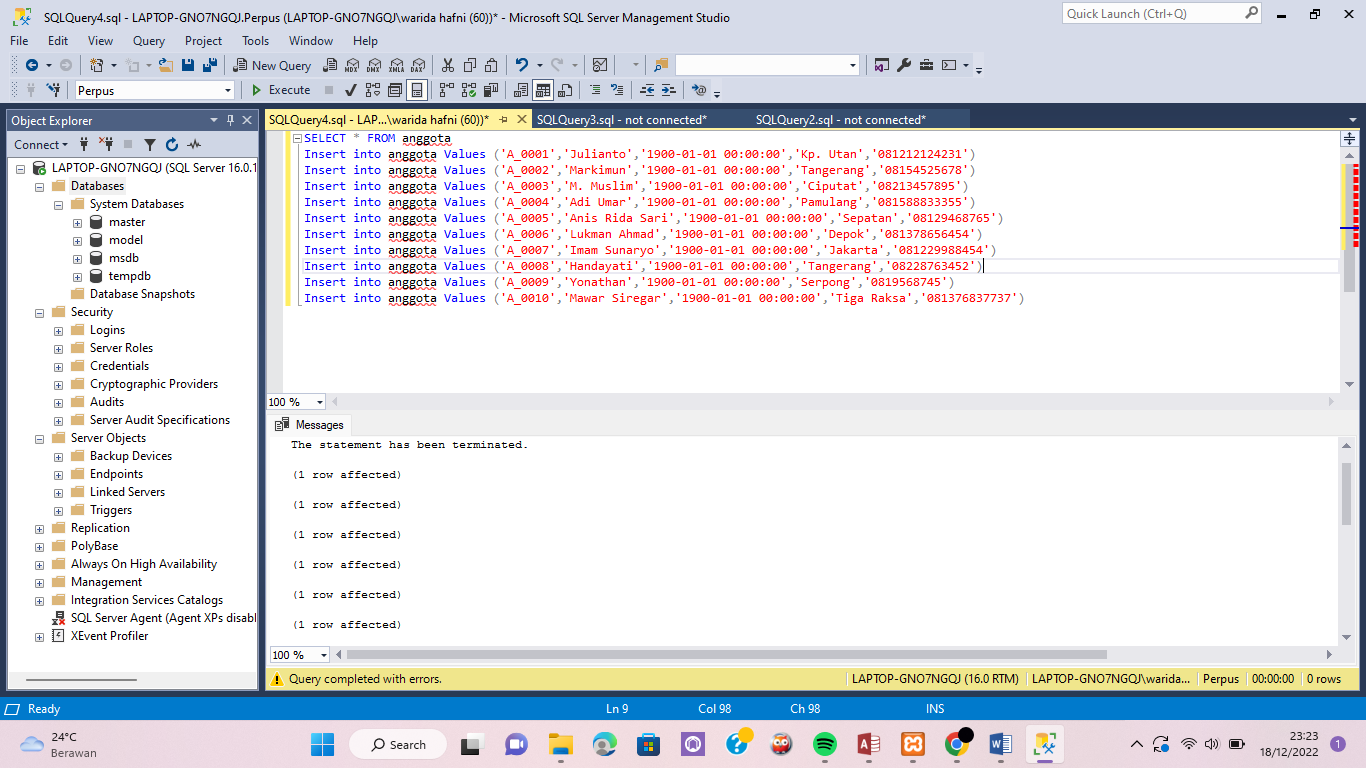 SQLQuery4.sql - LAPTOP-GNO7NGQJ.Perpus (LAPTOP-GNO7NGQJ\warida hafni (60))* - Microsoft SQL Server Management Studio
Quick Launch (Ctrl+Q)
File Edit View Query Project Tools Window Help
New Query MDX DMX XMLA DAX
Perpus Execute
Object Explorer
Connect
LAPTOP-GNO7NGQJ (SQL Server 16.0.1
Databases
System Databases
master
model
msdb
tempdb
Database Snapshots
Security
Logins
Server Roles
Credentials
Cryptographic Providers
Audits
Server Audit Specifications
Server Objects
Backup Devices
Endpoints
Linked Servers
Triggers
Replication
PolyBase
Always On High Availability
Management
Integration Services Catalogs
SQL Server Agent (Agent XPs disabl
XEvent Profiler
SQLQuery4.sql - LAP...\warida hafni (60))* SQLQuery3.sql - not connected* SQLQuery2.sql - not connected*
SELECT * FROM anggota
Insert into anggota Values ('A_0001','Julianto','1900-01-01 00:00:00','Kp. Utan','081212124231')
Insert into anggota Values ('A_0002','Markimun','1900-01-01 00:00:00','Tangerang','08154525678')
Insert into anggota Values ('A_0003','M. Muslim','1900-01-01 00:00:00','Ciputat','08213457895')
Insert into anggota Values ('A_0004','Adi Umar','1900-01-01 00:00:00','Pamulang','081588833355')
Insert into anggota Values ('A_0005','Anis Rida Sari','1900-01-01 00:00:00','Sepatan','08129468765')
Insert into anggota Values ('A_0006','Lukman Ahmad','1900-01-01 00:00:00','Depok','081378656454')
Insert into anggota Values ('A_0007','Imam Sunaryo','1900-01-01 00:00:00','Jakarta','081229988454')
Insert into anggota Values ('A_0008','Handayati','1900-01-01 00:00:00','Tangerang','08228763452')
Insert into anggota Values ('A_0009','Yonathan','1900-01-01 00:00:00','Serpong','0819568745')
Insert into anggota Values ('A_0010','Mawar Siregar','1900-01-01 00:00:00','Tiga Raksa','081376837737')
100 %
Messages
The statement has been terminated.
(1 row affected)
(1 row affected)
(1 row affected)
(1 row affected)
(1 row affected)
(1 row affected)
100 %
Query completed with errors. LAPTOP-GNO7NGQJ (16.0 RTM) LAPTOP-GNO7NGQJ\warida... Perpus 00:00:00 0 rows
Ready Ln 9 Col 98 Ch 98 INS
24°C
Berawan
Search
23:23
18/12/2022
1